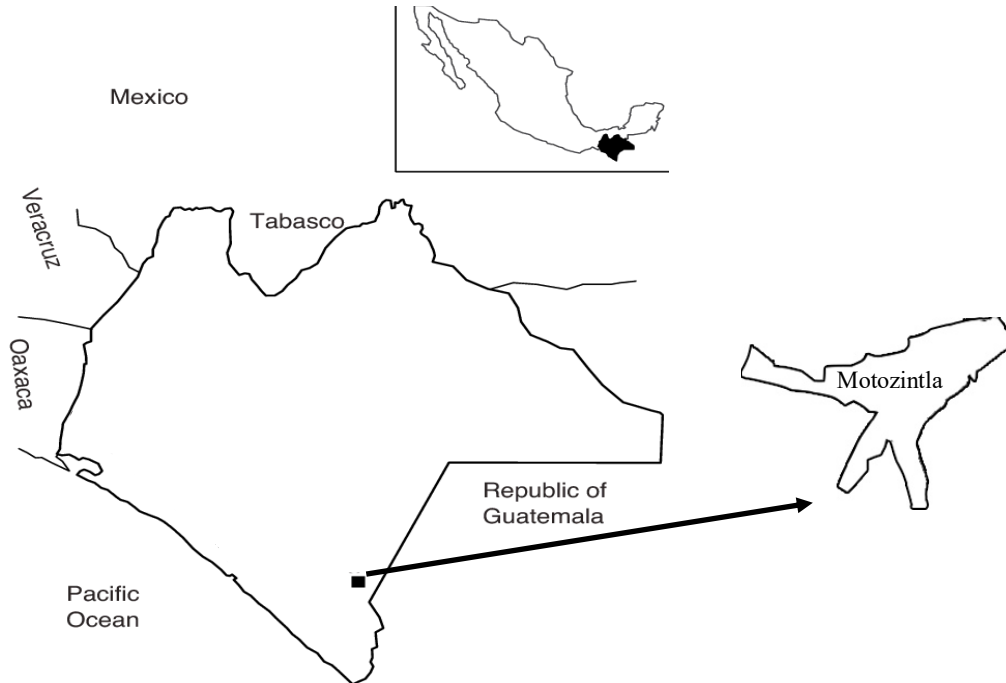 Mexico
Veracruz
Tabasco
Oaxaca
Motozintla
Republic of
Guatemala
Pacific
Ocean